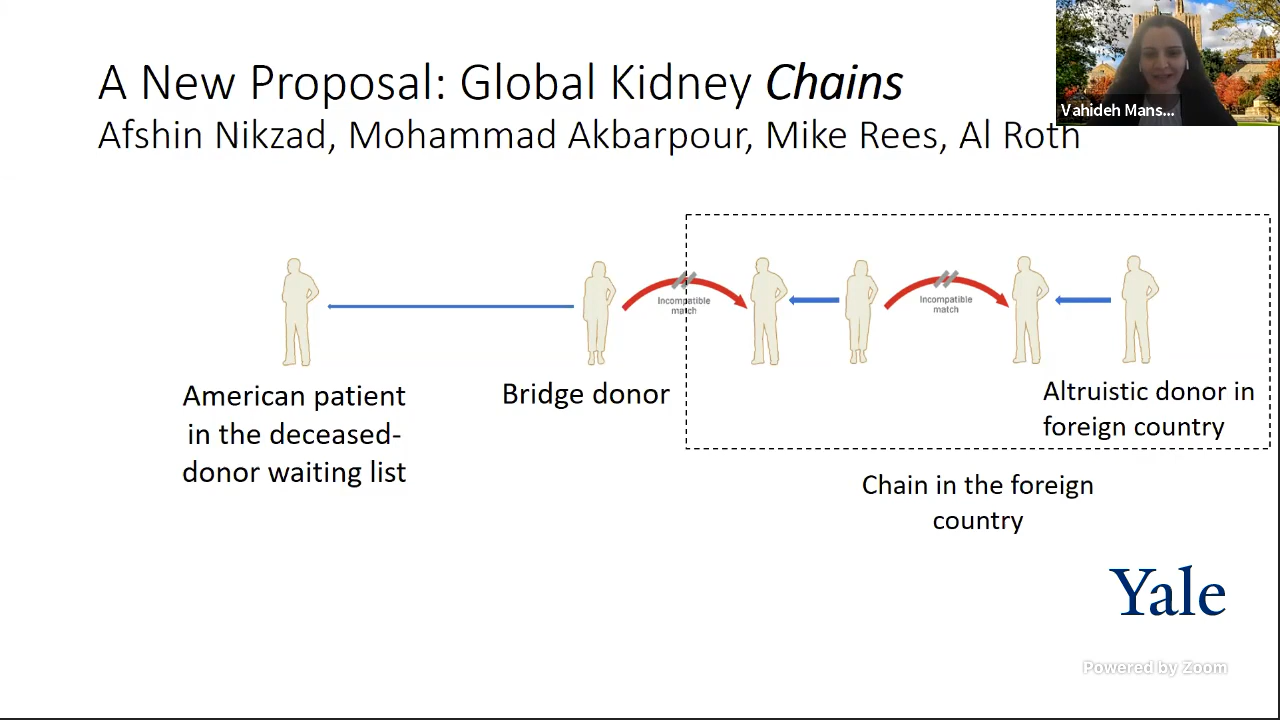 A New Proposal: Global Kidney Chains
Afshin Nikzad, Mohammad Akbarpour, Mike Rees, Al Roth
Vahideh Mans...
Incompatible
match
Incompatible
match
American patient
in the deceased-
donor waiting list
Bridge donor
Altruistic donor in
foreign country
Chain in the foreign
country
Yale
Powered by Zoom